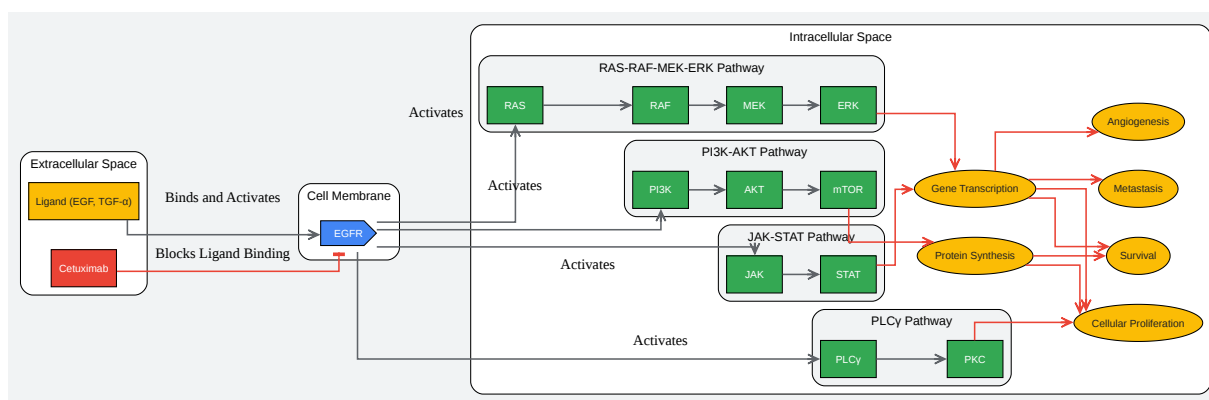 Intracellular Space
RAS-RAF-MEK-ERK Pathway
Activates
RAS
RAF
MEK
ERK
Angiogenesis
Extracellular Space
PI3K-AKT Pathway
Ligand (EGF, TGF-α)
Binds and Activates
Cell Membrane
Activates
PI3K
AKT
mTOR
Gene Transcription
Metastasis
EGFR
JAK-STAT Pathway
Cetuximab
Blocks Ligand Binding
Activates
JAK
STAT
Protein Synthesis
Survival
PLCγ Pathway
Cellular Proliferation
Activates
PLCγ
PKC